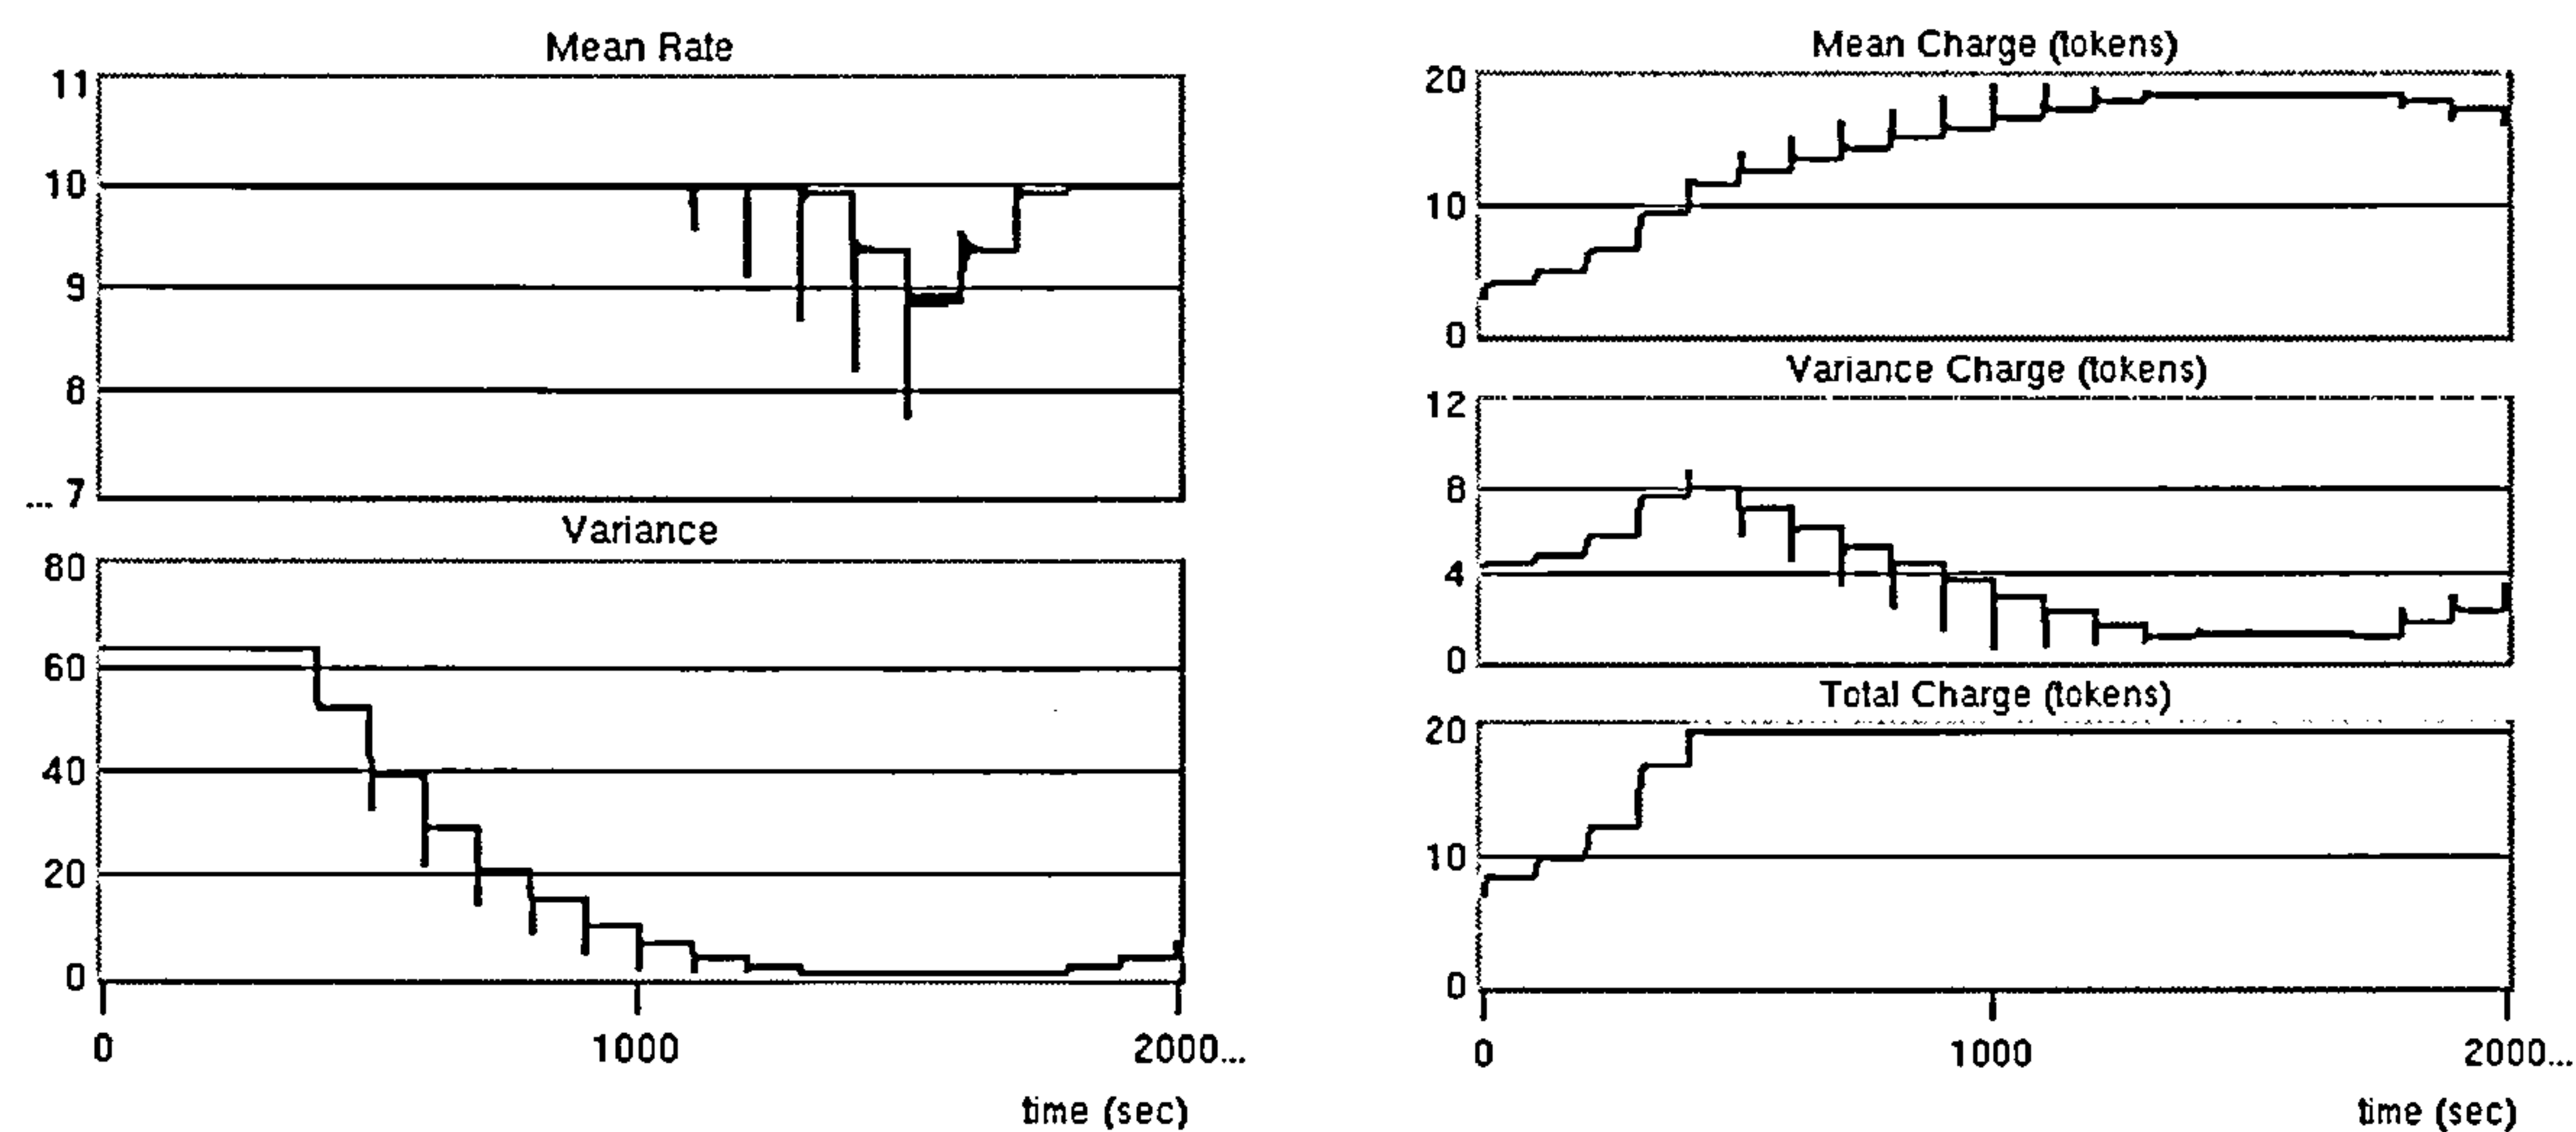 Mean Rate
11
10
9
8
... 7
Variance
80
60
40
20
0
0 1000 2000...
time (sec)
Mean Charge (tokens)
20
10
0
Variance Charge (tokens)
12
8
4
0
Total Charge (tokens)
20
10
0
0 1000 2000...
time (sec)